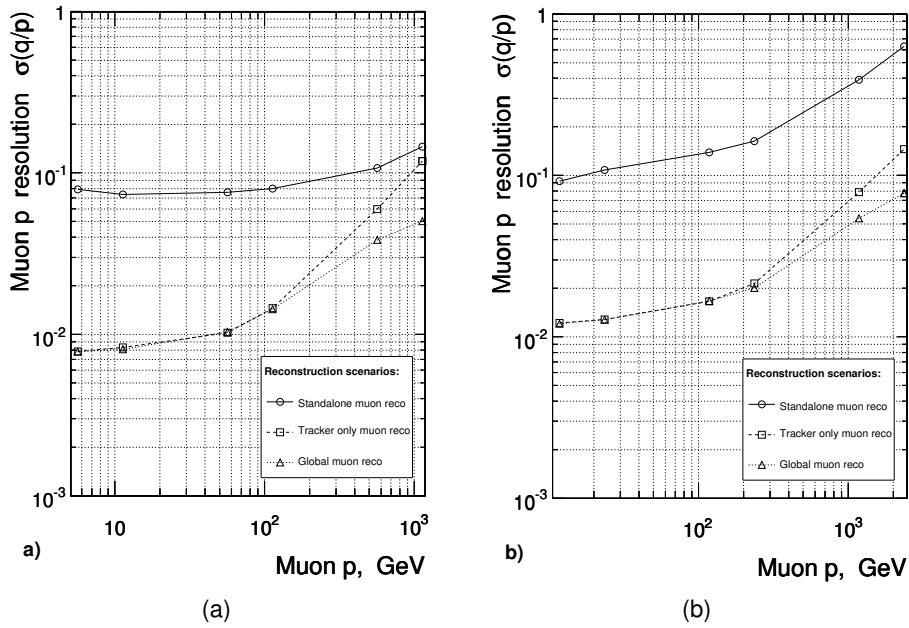 Muon p resolution σ(q/p)
1
10⁻¹
10⁻²
10⁻³
10
10²
10³
Reconstruction scenarios:
Standalone muon reco
Tracker only muon reco
Global muon reco
a)
Muon p, GeV
(a)
Muon p resolution σ(q/p)
1
10⁻¹
10⁻²
10⁻³
10²
10³
Reconstruction scenarios:
Standalone muon reco
Tracker only muon reco
Global muon reco
b)
Muon p, GeV
(b)